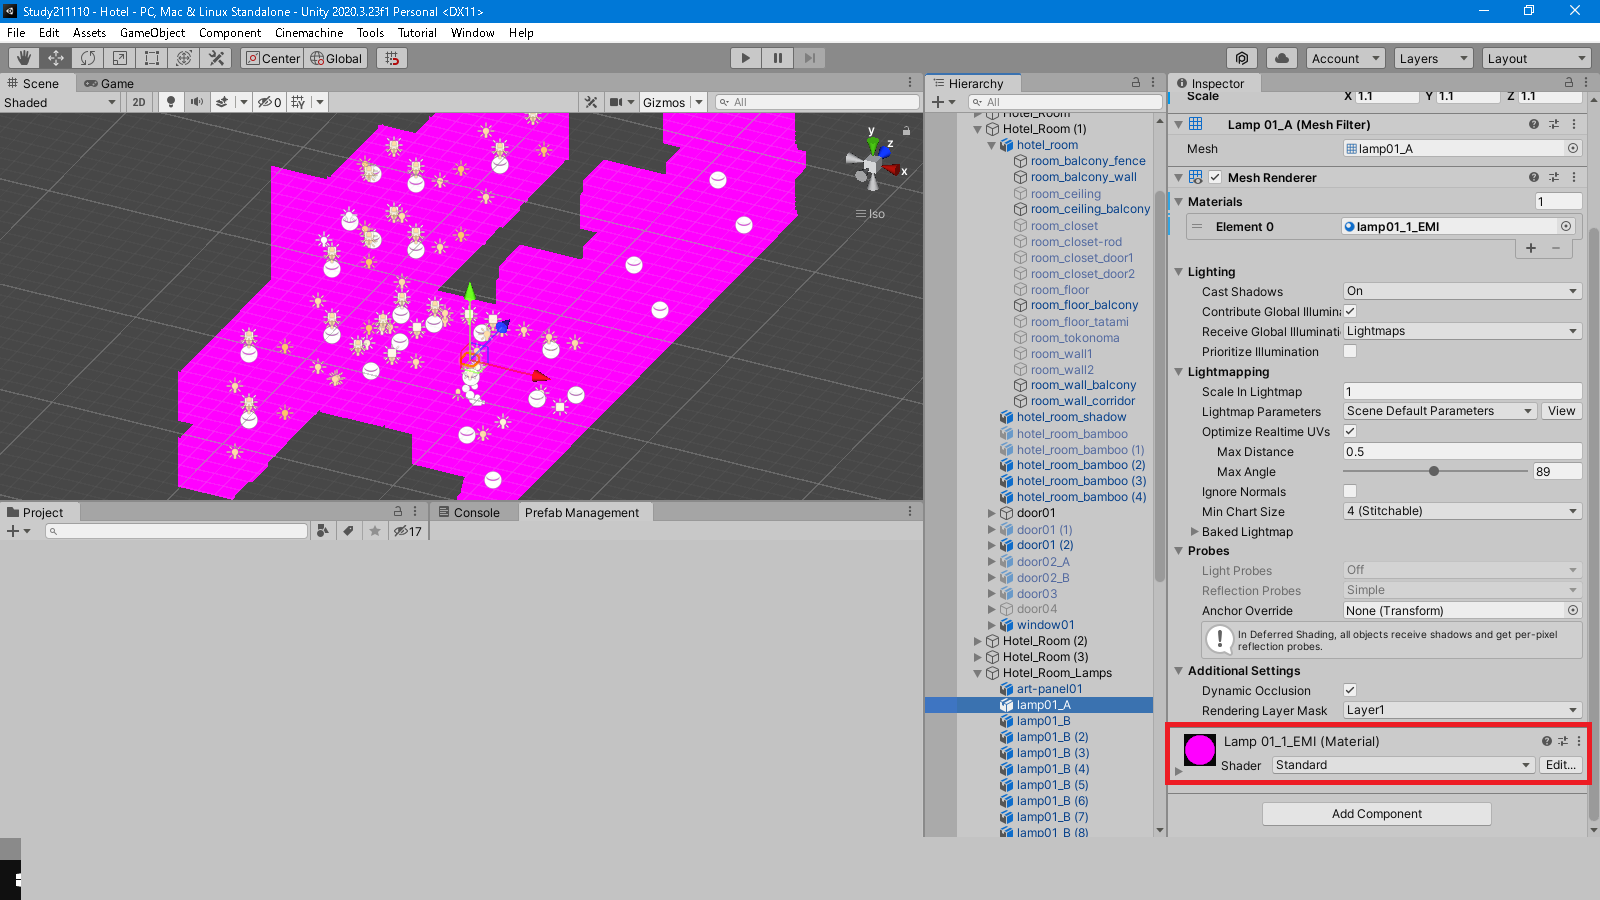 Study211110 - Hotel - PC, Mac & Linux Standalone - Unity 2020.3.23f1 Personal <DX11>
File Edit Assets GameObject Component Cinemachine Tools Tutorial Window Help
Center Global Account Layers Layout
Scene Game
Shaded 2D 0 Gizmos All
y
z
x
Iso
Project
17
Console Prefab Management
Hierarchy
All
Hotel_Room
Hotel_Room (1)
hotel_room
room_balcony_fence
room_balcony_wall
room_ceiling
room_ceiling_balcony
room_closet
room_closet-rod
room_closet_door1
room_closet_door2
room_floor
room_floor_balcony
room_floor_tatami
room_tokonoma
room_wall1
room_wall2
room_wall_balcony
room_wall_corridor
hotel_room_shadow
hotel_room_bamboo
hotel_room_bamboo (1)
hotel_room_bamboo (2)
hotel_room_bamboo (3)
hotel_room_bamboo (4)
door01
door01 (1)
door01 (2)
door02_A
door02_B
door03
door04
window01
Hotel_Room (2)
Hotel_Room (3)
Hotel_Room_Lamps
art-panel01
lamp01_A
lamp01_B
lamp01_B (2)
lamp01_B (3)
lamp01_B (4)
lamp01_B (5)
lamp01_B (6)
lamp01_B (7)
lamp01_B (8)
Inspector
Scale X 1.1 Y 1.1 Z 1.1
Lamp 01_A (Mesh Filter)
Mesh lamp01_A
Mesh Renderer
Materials 1
Element 0 lamp01_1_EMI
Lighting
Cast Shadows On
Contribute Global Illumin
Receive Global Illuminati Lightmaps
Prioritize Illumination
Lightmapping
Scale In Lightmap 1
Lightmap Parameters Scene Default Parameters View
Optimize Realtime UVs
Max Distance 0.5
Max Angle 89
Ignore Normals
Min Chart Size 4 (Stitchable)
Baked Lightmap
Probes
Light Probes Off
Reflection Probes Simple
Anchor Override None (Transform)
In Deferred Shading, all objects receive shadows and get per-pixel
reflection probes.
Additional Settings
Dynamic Occlusion
Rendering Layer Mask Layer1
Lamp 01_1_EMI (Material)
Shader Standard Edit...
Add Component